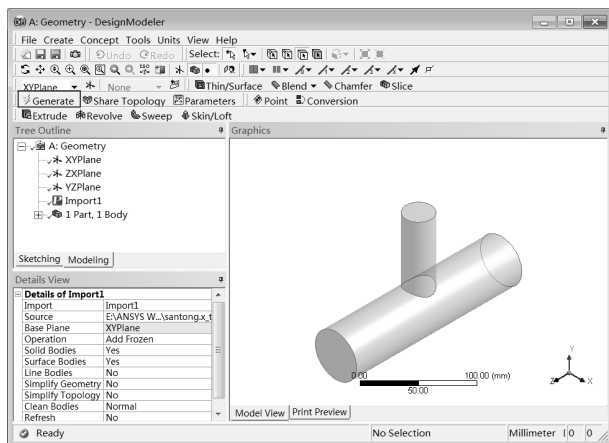 A: Geometry - DesignModeler
File Create Concept Tools Units View Help
Undo Redo Select:
XYPlane None Thin/Surface Blend Chamfer Slice
Generate Share Topology Parameters Point Conversion
Extrude Revolve Sweep Skin/Loft
Tree Outline
A: Geometry
XYPlane
ZXPlane
YZPlane
Import1
1 Part, 1 Body
Sketching Modeling
Details View
Details of Import1
Import Import1
Source E:\ANSYS W...\santong.x_t
Base Plane XYPlane
Operation Add Frozen
Solid Bodies Yes
Surface Bodies Yes
Line Bodies No
Simplify Geometry No
Simplify Topology No
Clean Bodies Normal
Refresh No
Graphics
0.00 100.00 (mm)
50.00
Y
Z X
Model View Print Preview
Ready No Selection Millimeter 0 0